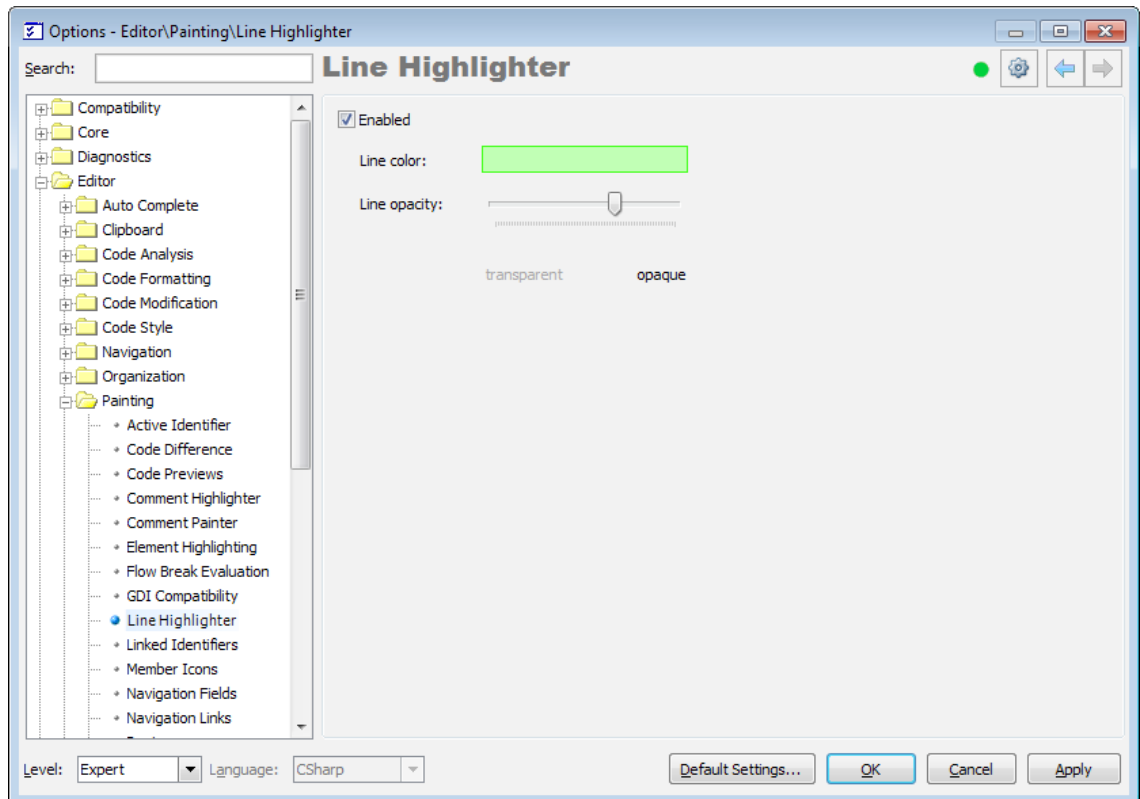 Options - Editor\Painting\Line Highlighter
Search:
Line Highlighter
Compatibility
Core
Diagnostics
Editor
Auto Complete
Clipboard
Code Analysis
Code Formatting
Code Modification
Code Style
Navigation
Organization
Painting
Active Identifier
Code Difference
Code Previews
Comment Highlighter
Comment Painter
Element Highlighting
Flow Break Evaluation
GDI Compatibility
Line Highlighter
Linked Identifiers
Member Icons
Navigation Fields
Navigation Links
Enabled
Line color:
Line opacity:
transparent opaque
Level: Expert Language: CSharp Default Settings... OK Cancel Apply